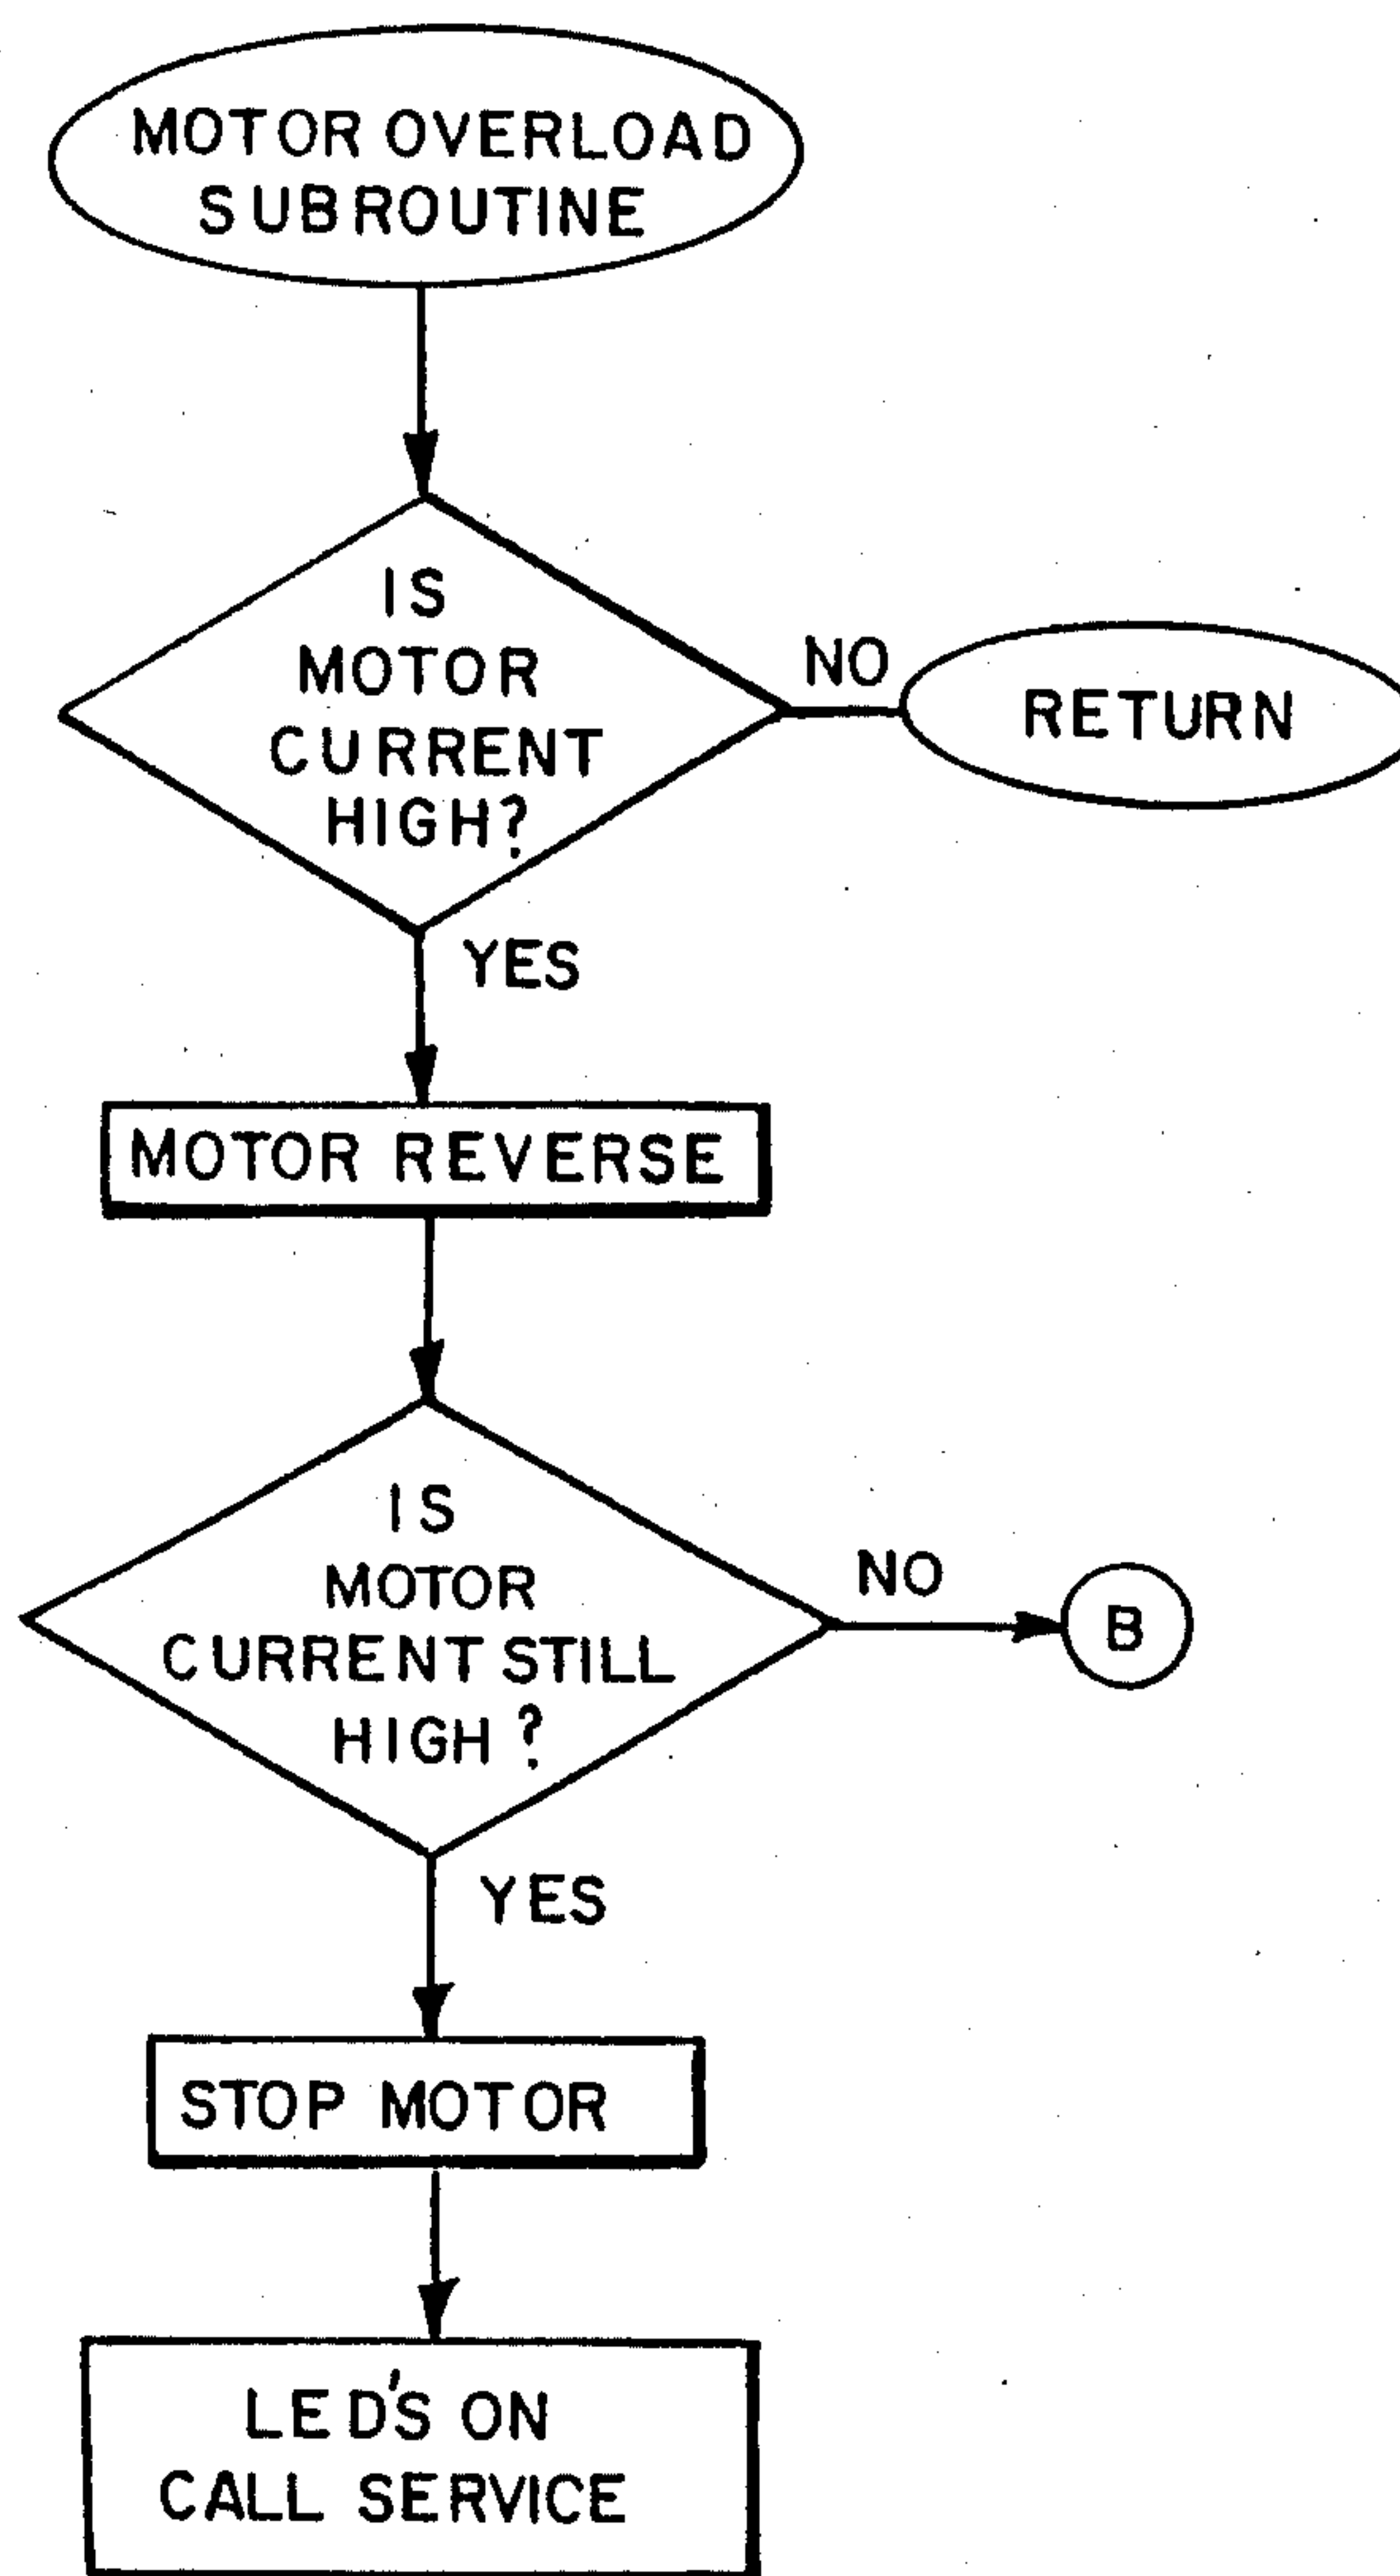 MOTOR OVERLOAD
SUBROUTINE
IS
MOTOR
CURRENT
HIGH?
NO
RETURN
YES
MOTOR REVERSE
IS
MOTOR
CURRENT STILL
HIGH?
NO
B
YES
STOP MOTOR
LED'S ON
CALL SERVICE